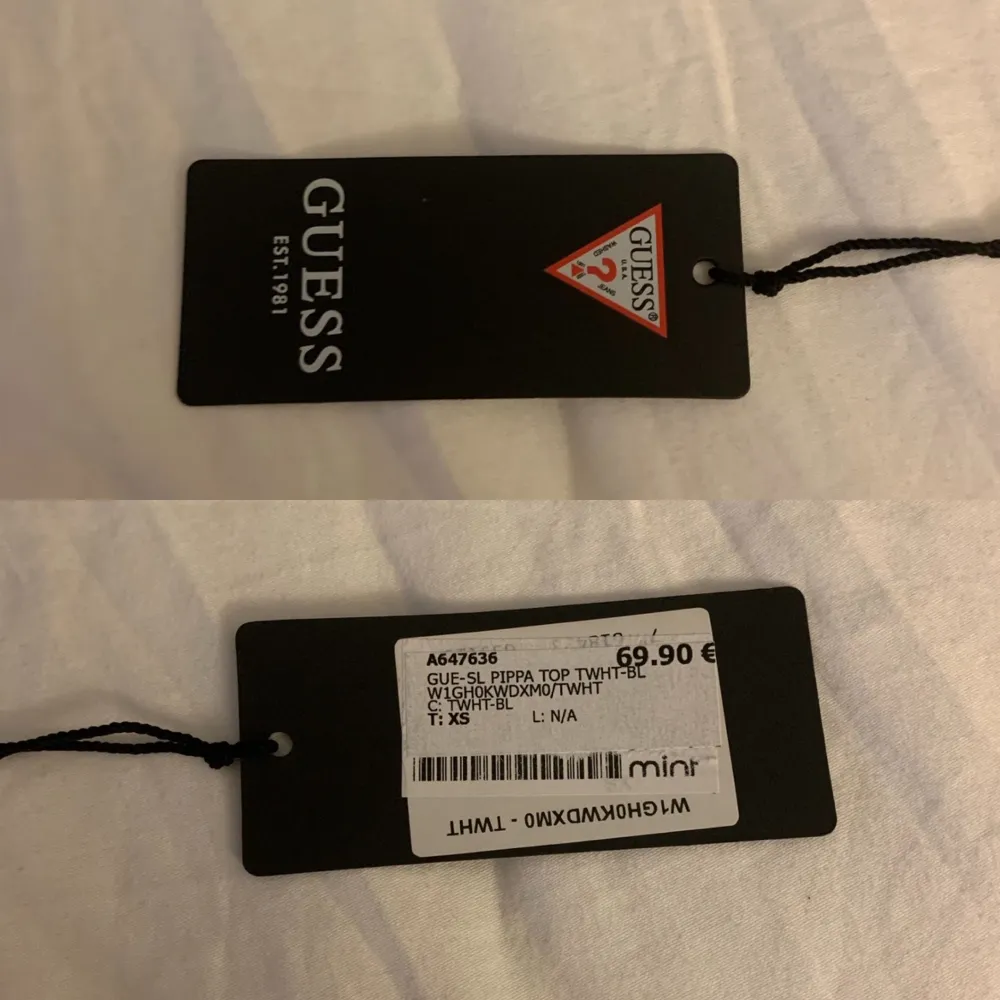 GUESS
EST.1981
GUESS®
U.S.A.
WASHED
?
JEANS
A647636
69.90 €
GUE-SL PIPPA TOP TWHT-BL
W1GH0KWDXM0/TWHT
C: TWHT-BL
T: XS L: N/A
mint
W1GH0KWDXM0 - TWHT